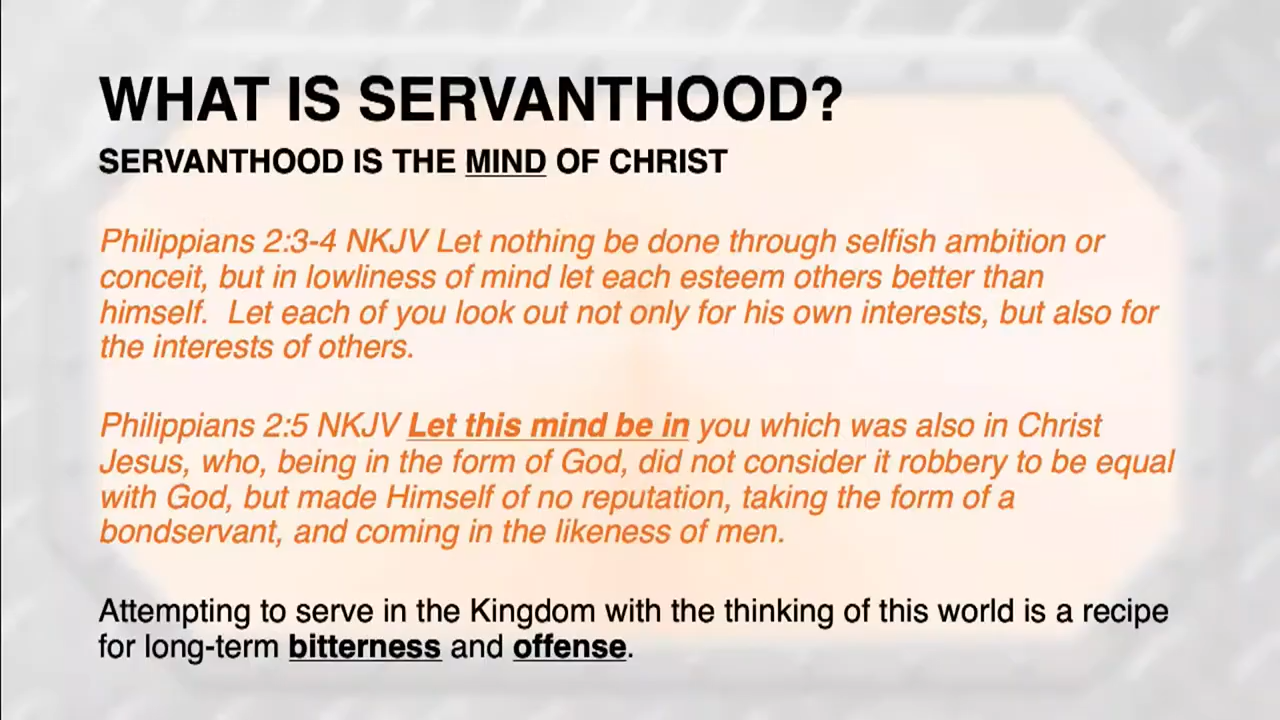 WHAT IS SERVANTHOOD?
SERVANTHOOD IS THE MIND OF CHRIST
Philippians 2:3-4 NKJV Let nothing be done through selfish ambition or
conceit, but in lowliness of mind let each esteem others better than
himself.  Let each of you look out not only for his own interests, but also for
the interests of others.
Philippians 2:5 NKJV Let this mind be in you which was also in Christ
Jesus, who, being in the form of God, did not consider it robbery to be equal
with God, but made Himself of no reputation, taking the form of a
bondservant, and coming in the likeness of men.
Attempting to serve in the Kingdom with the thinking of this world is a recipe
for long-term bitterness and offense.